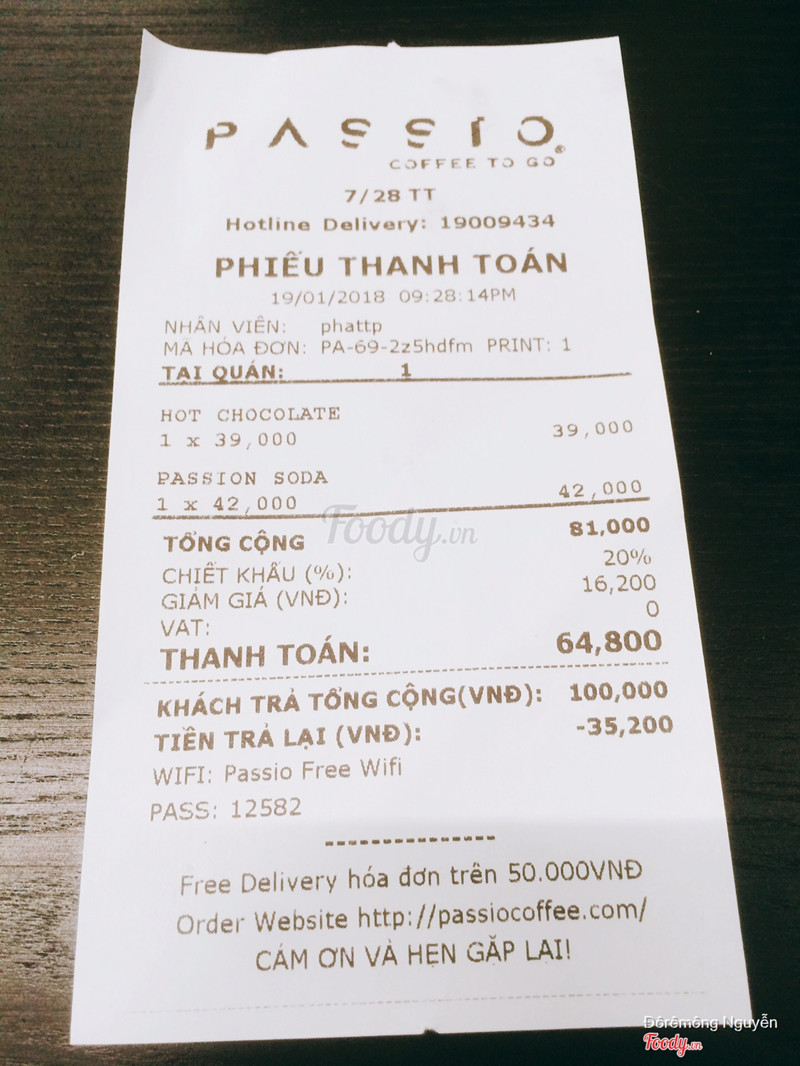 PASSIO®
COFFEE TO GO
7/28 TT
Hotline Delivery: 19009434
PHIẾU THANH TOÁN
19/01/2018 09:28:14PM
NHÂN VIÊN: phattp
MÃ HÓA ĐƠN: PA-69-2z5hdfm PRINT: 1
TẠI QUÁN: 1
HOT CHOCOLATE
1 x 39,000 39,000
PASSION SODA
1 x 42,000 42,000
TỔNG CỘNG 81,000
CHIẾT KHẤU (%): 20%
GIẢM GIÁ (VNĐ): 16,200
VAT: 0
THANH TOÁN: 64,800
KHÁCH TRẢ TỔNG CỘNG(VNĐ): 100,000
TIỀN TRẢ LẠI (VNĐ): -35,200
WIFI: Passio Free Wifi
PASS: 12582
Free Delivery hóa đơn trên 50.000VNĐ
Order Website http://passiocoffee.com/
CẢM ƠN VÀ HẸN GẶP LẠI!
Foody.vn
Đôrêmông Nguyễn
Foody.vn